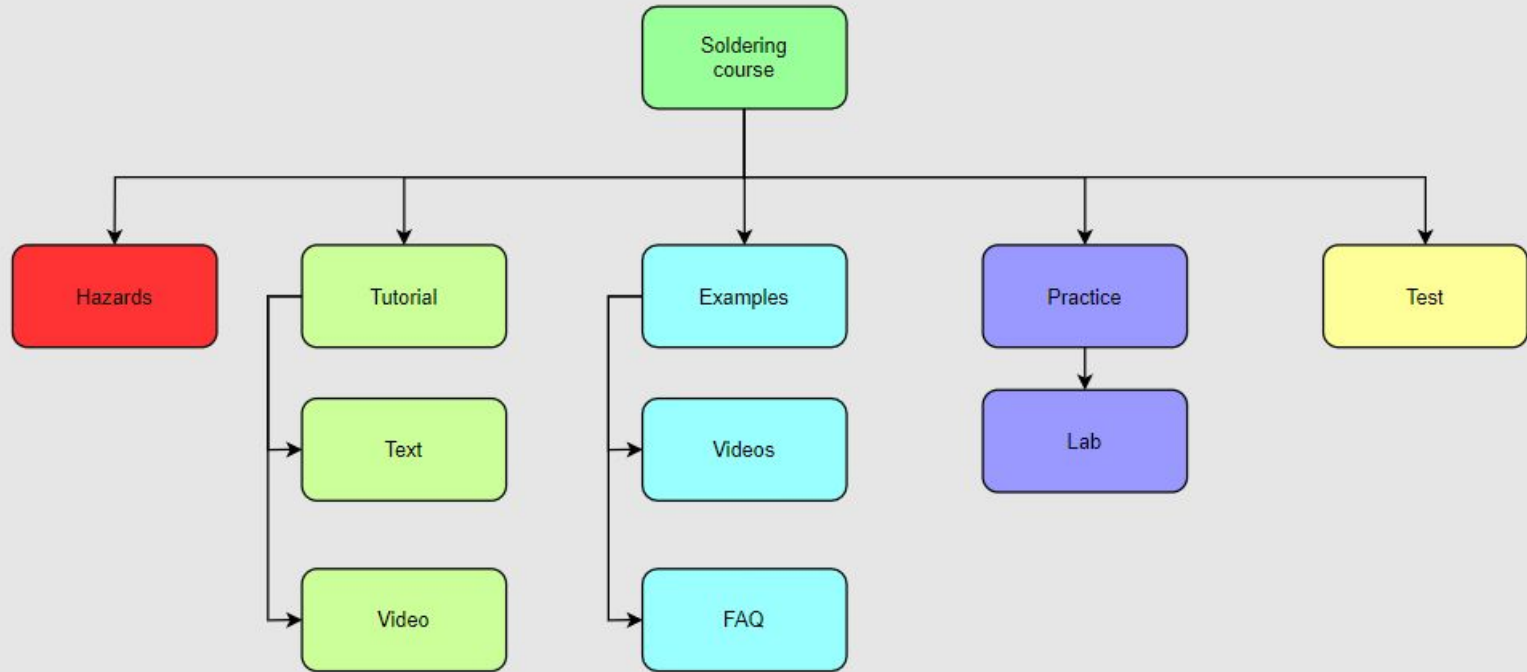 Soldering
course
Hazards
Tutorial
Examples
Practice
Test
Text
Videos
Lab
Video
FAQ